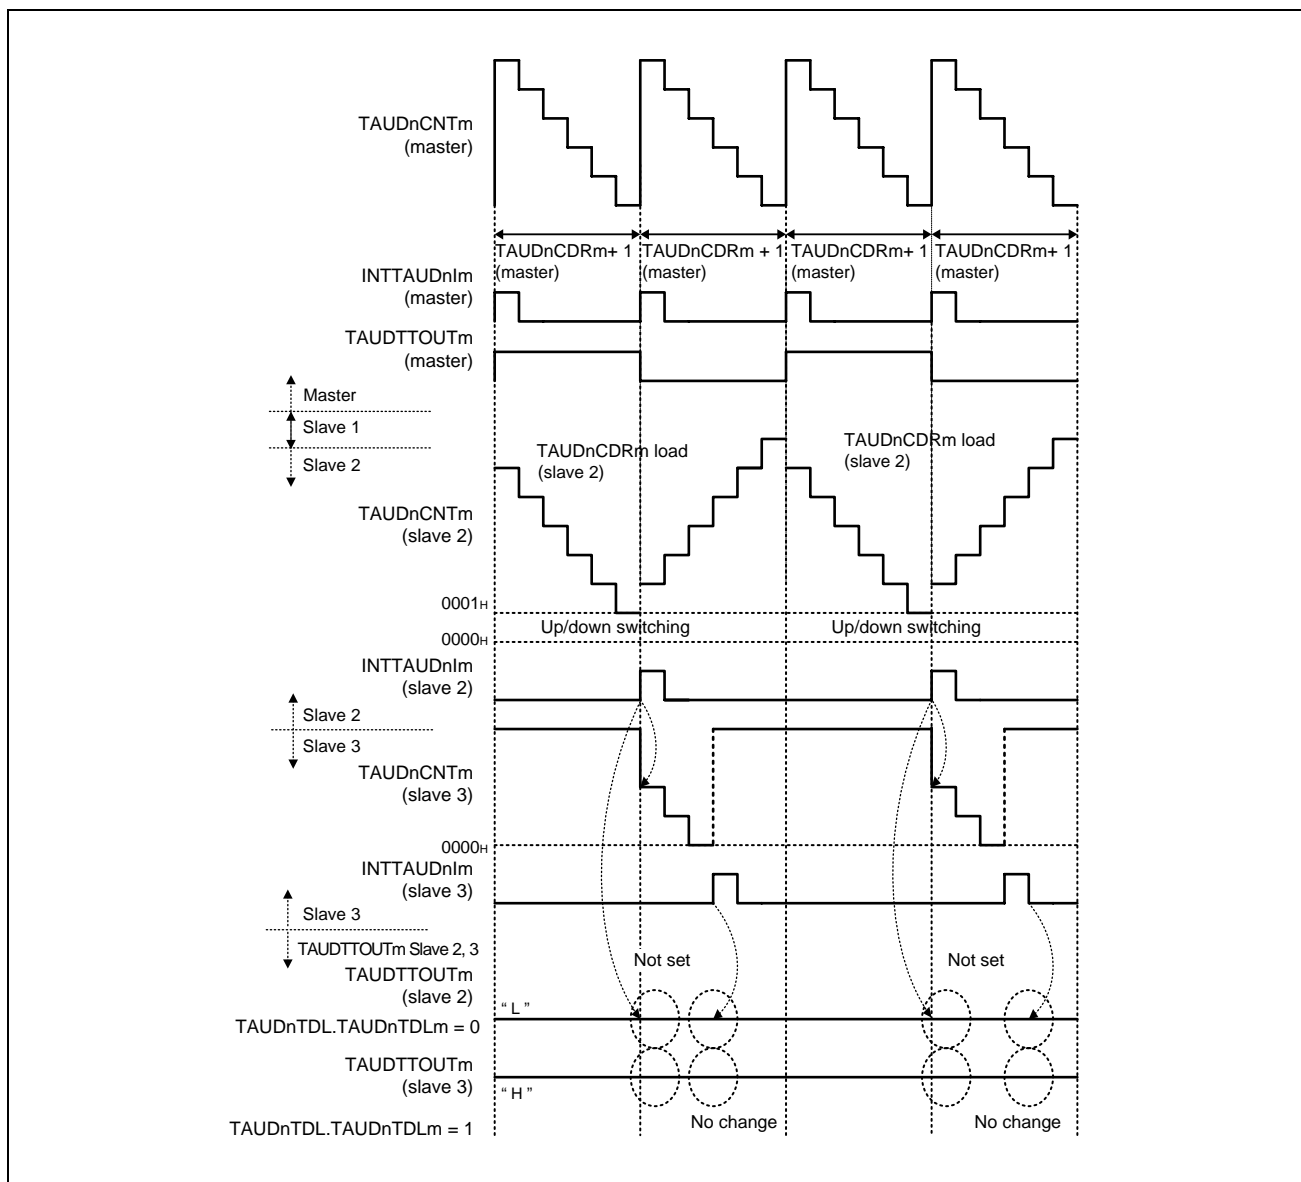 TAUDnCNTm
(master)
TAUDnCDRm+ 1
(master)
TAUDnCDRm + 1
(master)
TAUDnCDRm+ 1
(master)
TAUDnCDRm+ 1
(master)
INTTAUDnIm
(master)
TAUDTTOUTm
(master)
Master
Slave 1
Slave 2
TAUDnCDRm load
(slave 2)
TAUDnCDRm load
(slave 2)
TAUDnCNTm
(slave 2)
0001H
Up/down switching
Up/down switching
0000H
INTTAUDnIm
(slave 2)
Slave 2
Slave 3
TAUDnCNTm
(slave 3)
0000H
INTTAUDnIm
(slave 3)
Slave 3
TAUDTTOUTm Slave 2, 3
Not set
Not set
TAUDTTOUTm
(slave 2)
“ L ”
TAUDnTDL.TAUDnTDLm = 0
TAUDTTOUTm
(slave 3)
“ H ”
No change
No change
TAUDnTDL.TAUDnTDLm = 1